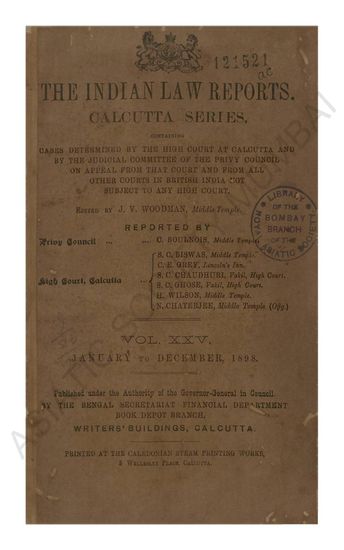 121521
THE INDIAN LAW REPORTS.
CALCUTTA SERIES,
CONTAINING
CASES DETERMINED BY THE HIGH COURT AT CALCUTTA AND
BY THE JUDICIAL COMMITTEE OF THE PRIVY COUNCIL
ON APPEAL FROM THAT COURT AND FROM ALL
OTHER COURTS IN BRITISH INDIA NOT
SUBJECT TO ANY HIGH COURT.
EDITED BY J. V. WOODMAN, Middle Temple.
REPORTED BY
Privy Council ... ... C. BOULNOIS, Middle Temple.
S. C. BISWAS, Middle Temple.
C. E. GREY, Lincoln's Inn.
High Court, Calcutta ... S. C. CHAUDHURI, Vakil, High Court.
S. C. GHOSE, Vakil, High Court.
H. WILSON, Middle Temple.
N. CHATERJEE, Middle Temple (Offg.)
LIBRARY
OF THE
BOMBAY
BRANCH
OF THE
ASIATIC SOCIETY
VOL. XXV.
JANUARY TO DECEMBER, 1898.
Published under the Authority of the Governor-General in Council.
BY THE BENGAL SECRETARIAT FINANCIAL DEPARTMENT
BOOK DEPOT BRANCH,
WRITERS' BUILDINGS, CALCUTTA.
PRINTED AT THE CALEDONIAN STEAM PRINTING WORKS,
3 WELLESLEY PLACE, CALCUTTA.